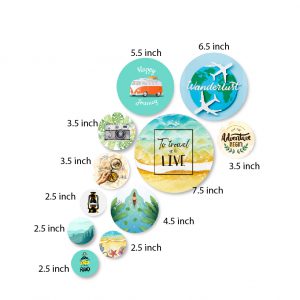 5.5 inch
6.5 inch
Happy
Journey
Wanderlust
3.5 inch
Adventure
BEGIN
3.5 inch
To travel
is to
LIVE
3.5 inch
7.5 inch
2.5 inch
4.5 inch
2.5 inch
2.5 inch
2.5 inch
ROAD